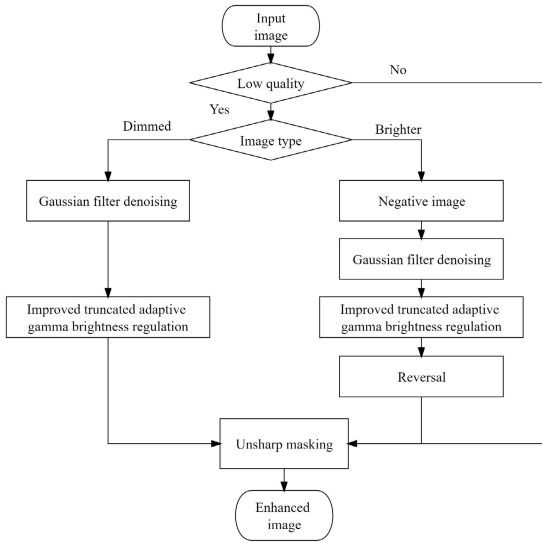 Input
image
Low quality
No
Yes
Image type
Dimmed
Brighter
Gaussian filter denoising
Negative image
Gaussian filter denoising
Improved truncated adaptive
gamma brightness regulation
Improved truncated adaptive
gamma brightness regulation
Reversal
Unsharp masking
Enhanced
image